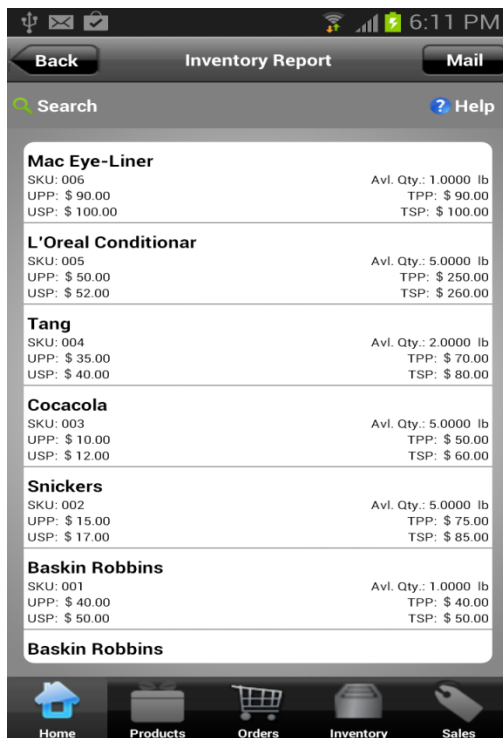 6:11 PM
Back Inventory Report Mail
Search ? Help
Mac Eye-Liner
SKU: 006 Avl. Qty.: 1.0000 lb
UPP: $ 90.00 TPP: $ 90.00
USP: $ 100.00 TSP: $ 100.00
L'Oreal Conditionar
SKU: 005 Avl. Qty.: 5.0000 lb
UPP: $ 50.00 TPP: $ 250.00
USP: $ 52.00 TSP: $ 260.00
Tang
SKU: 004 Avl. Qty.: 2.0000 lb
UPP: $ 35.00 TPP: $ 70.00
USP: $ 40.00 TSP: $ 80.00
Cocacola
SKU: 003 Avl. Qty.: 5.0000 lb
UPP: $ 10.00 TPP: $ 50.00
USP: $ 12.00 TSP: $ 60.00
Snickers
SKU: 002 Avl. Qty.: 5.0000 lb
UPP: $ 15.00 TPP: $ 75.00
USP: $ 17.00 TSP: $ 85.00
Baskin Robbins
SKU: 001 Avl. Qty.: 1.0000 lb
UPP: $ 40.00 TPP: $ 40.00
USP: $ 50.00 TSP: $ 50.00
Baskin Robbins
Home Products Orders Inventory Sales